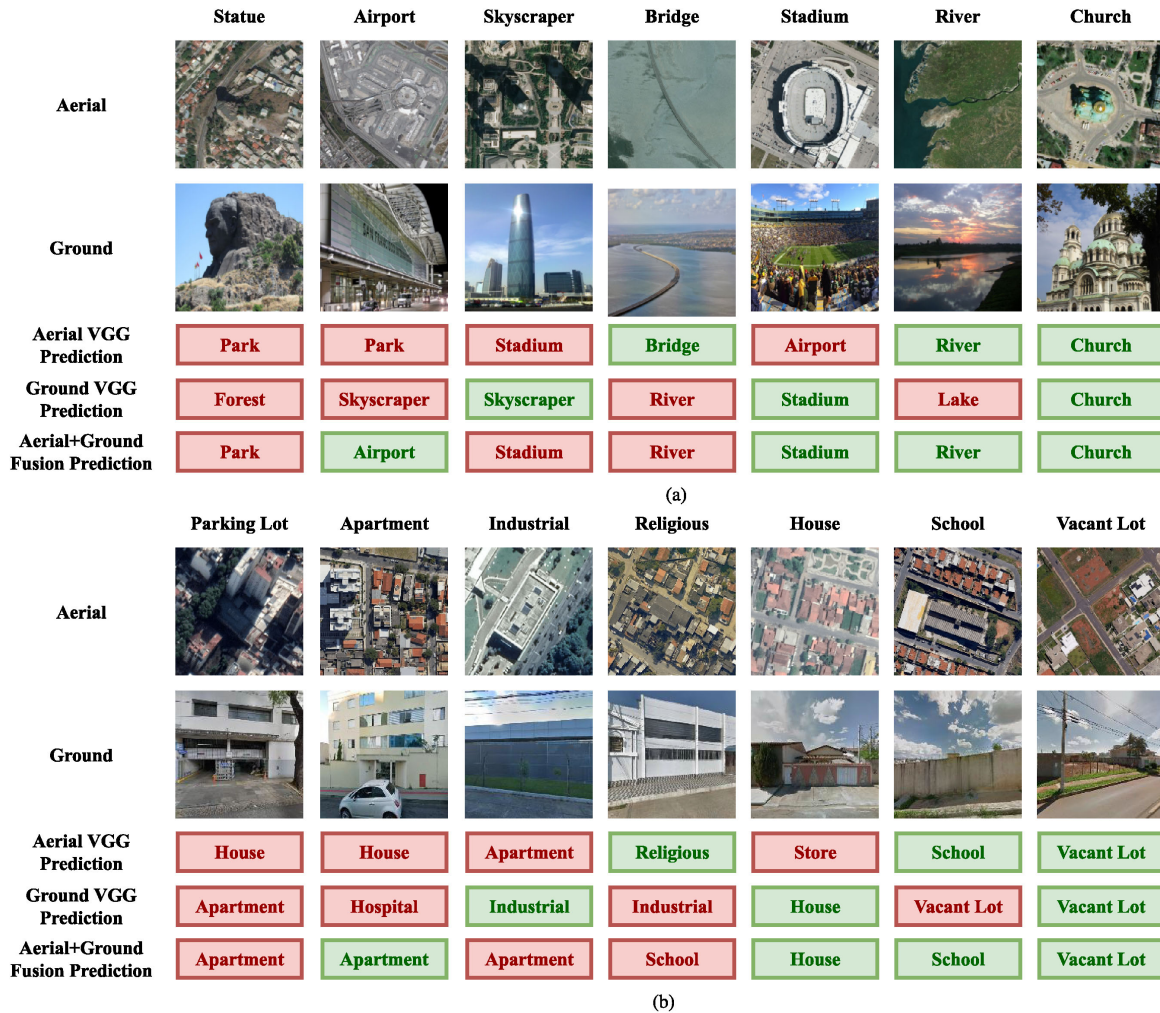 Statue Airport Skyscraper Bridge Stadium River Church
Aerial
Ground
SAN FRANCISCO
Aerial VGG
Prediction
Park Park Stadium Bridge Airport River Church
Ground VGG
Prediction
Forest Skyscraper Skyscraper River Stadium Lake Church
Aerial+Ground
Fusion Prediction
Park Airport Stadium River Stadium River Church
(a)
Parking Lot Apartment Industrial Religious House School Vacant Lot
Aerial
Ground
Aerial VGG
Prediction
House House Apartment Religious Store School Vacant Lot
Ground VGG
Prediction
Apartment Hospital Industrial Industrial House Vacant Lot Vacant Lot
Aerial+Ground
Fusion Prediction
Apartment Apartment Apartment School House School Vacant Lot
(b)